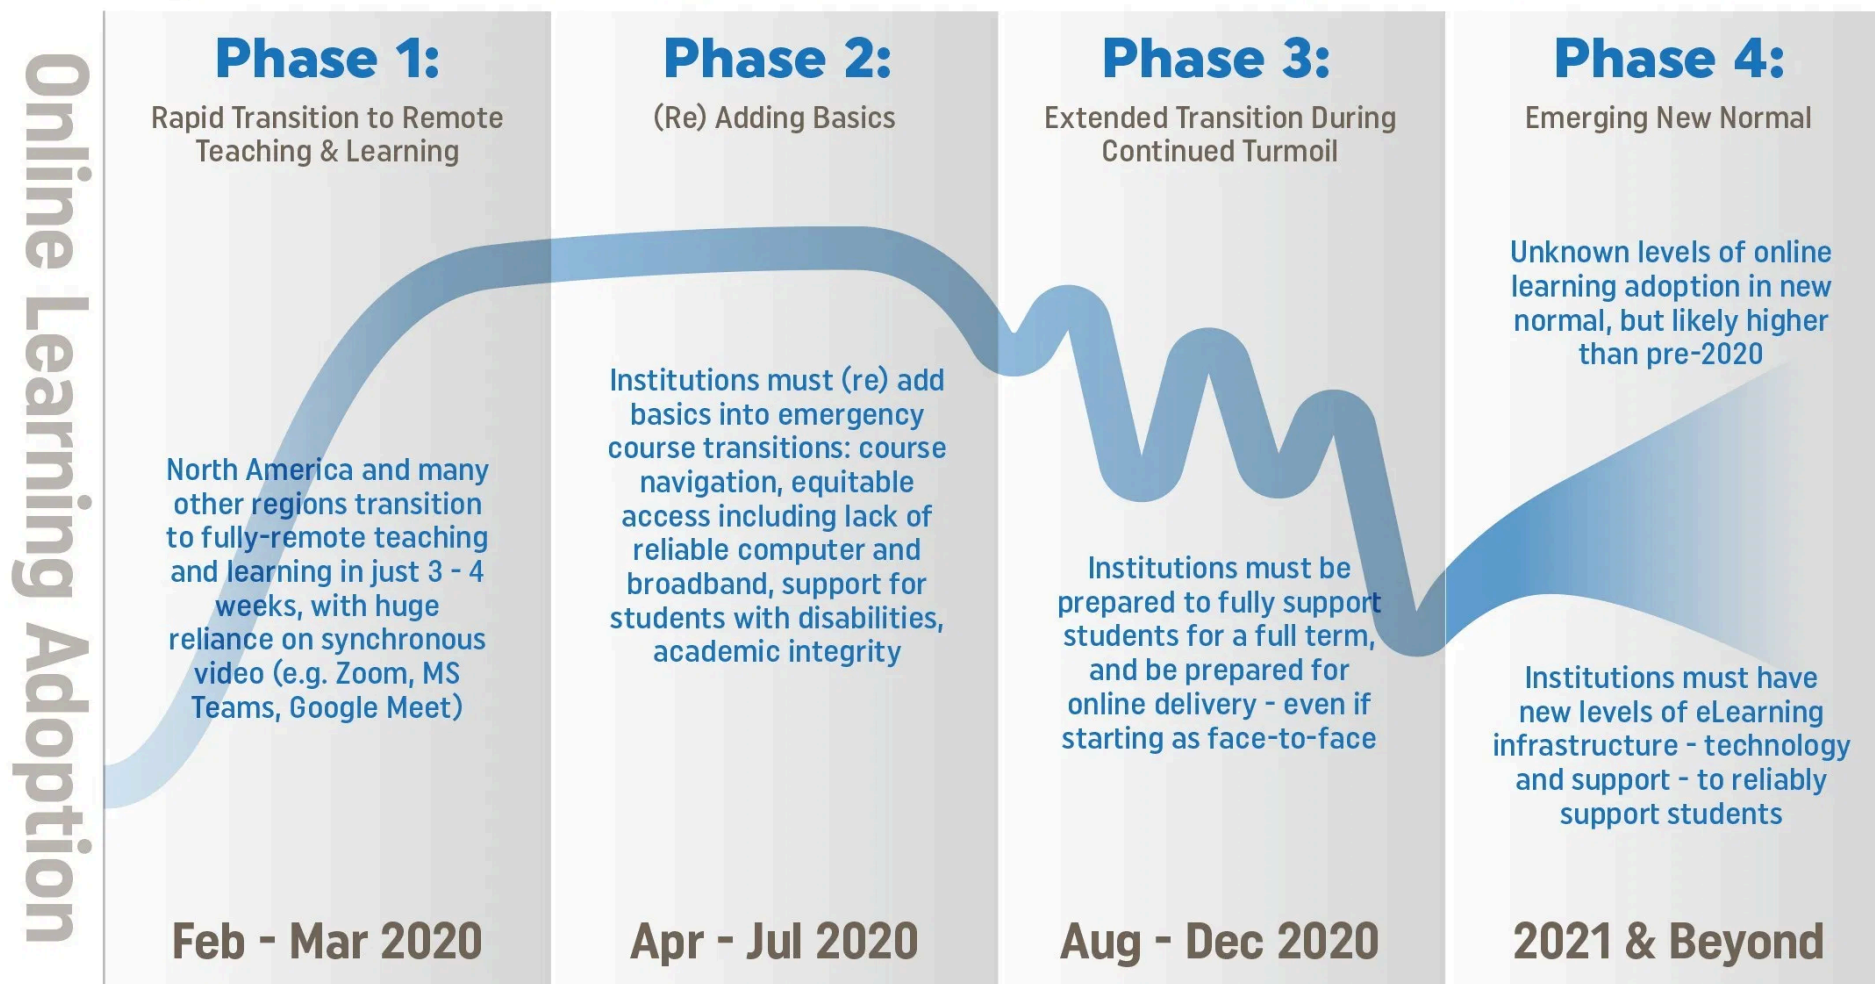 Online Learning Adoption
Phase 1:
Rapid Transition to Remote
Teaching & Learning
North America and many
other regions transition
to fully-remote teaching
and learning in just 3 - 4
weeks, with huge
reliance on synchronous
video (e.g. Zoom, MS
Teams, Google Meet)
Feb - Mar 2020
Phase 2:
(Re) Adding Basics
Institutions must (re) add
basics into emergency
course transitions: course
navigation, equitable
access including lack of
reliable computer and
broadband, support for
students with disabilities,
academic integrity
Apr - Jul 2020
Phase 3:
Extended Transition During
Continued Turmoil
Institutions must be
prepared to fully support
students for a full term,
and be prepared for
online delivery - even if
starting as face-to-face
Aug - Dec 2020
Phase 4:
Emerging New Normal
Unknown levels of online
learning adoption in new
normal, but likely higher
than pre-2020
Institutions must have
new levels of eLearning
infrastructure - technology
and support - to reliably
support students
2021 & Beyond